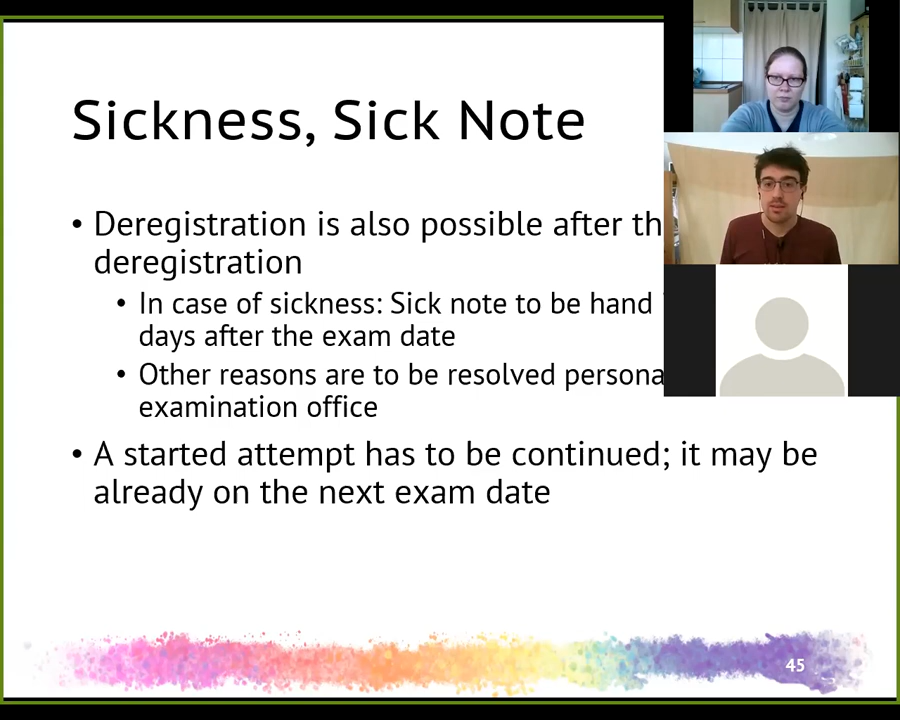 Sickness, Sick Note
• Deregistration is also possible after th
deregistration
• In case of sickness: Sick note to be hand
days after the exam date
• Other reasons are to be resolved persona
examination office
• A started attempt has to be continued; it may be
already on the next exam date
45